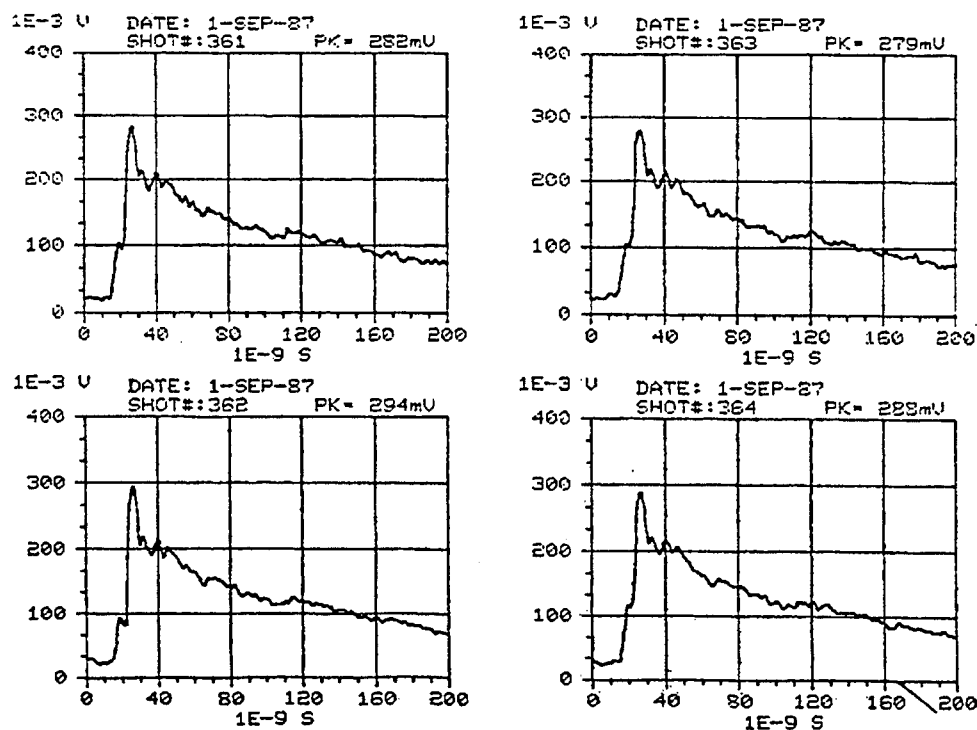 1E-3 V DATE: 1-SEP-87
SHOT#:361 PK= 282mV
400
300
200
100
0
0 40 80 120 160 200
1E-9 S
1E-3 V DATE: 1-SEP-87
SHOT#:363 PK= 279mV
400
300
200
100
0
0 40 80 120 160 200
1E-9 S
1E-3 V DATE: 1-SEP-87
SHOT#:362 PK= 294mV
400
300
200
100
0
0 40 80 120 160 200
1E-9 S
1E-3 V DATE: 1-SEP-87
SHOT#:364 PK= 288mV
400
300
200
100
0
0 40 80 120 160 200
1E-9 S